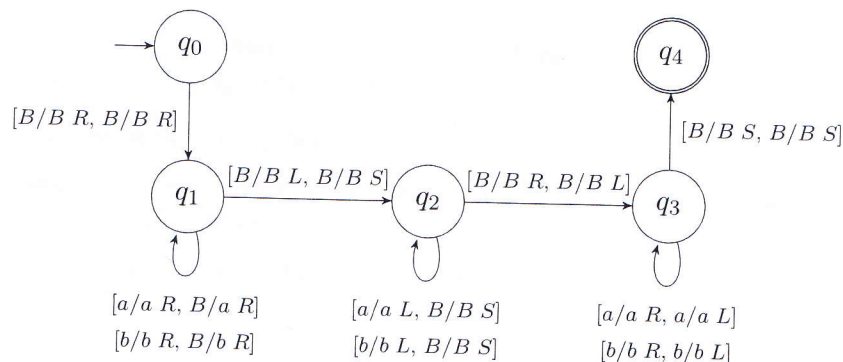 q0
q4
[B/B R, B/B R]
[B/B S, B/B S]
q1
[B/B L, B/B S]
q2
[B/B R, B/B L]
q3
[a/a R, B/a R]
[b/b R, B/b R]
[a/a L, B/B S]
[b/b L, B/B S]
[a/a R, a/a L]
[b/b R, b/b L]